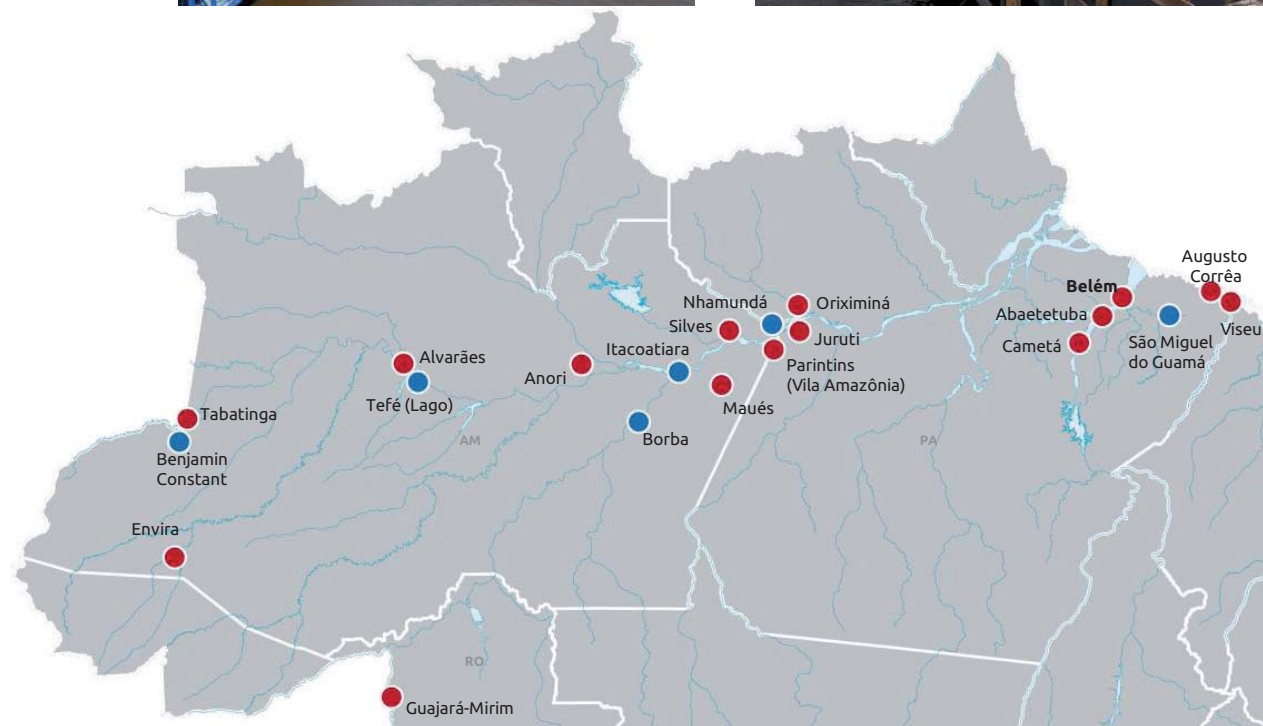 Augusto
Corrêa
Belém
Nhamundá
Oriximiná
Abaetetuba
Silves
Juruti
Viseu
Cametá
São Miguel
do Guamá
Itacoatiara
Alvarães
Anori
Parintins
(Vila Amazônia)
Tefé (Lago)
Maués
Tabatinga
AM
Borba
PA
Benjamin
Constant
Envira
RO
Guajará-Mirim